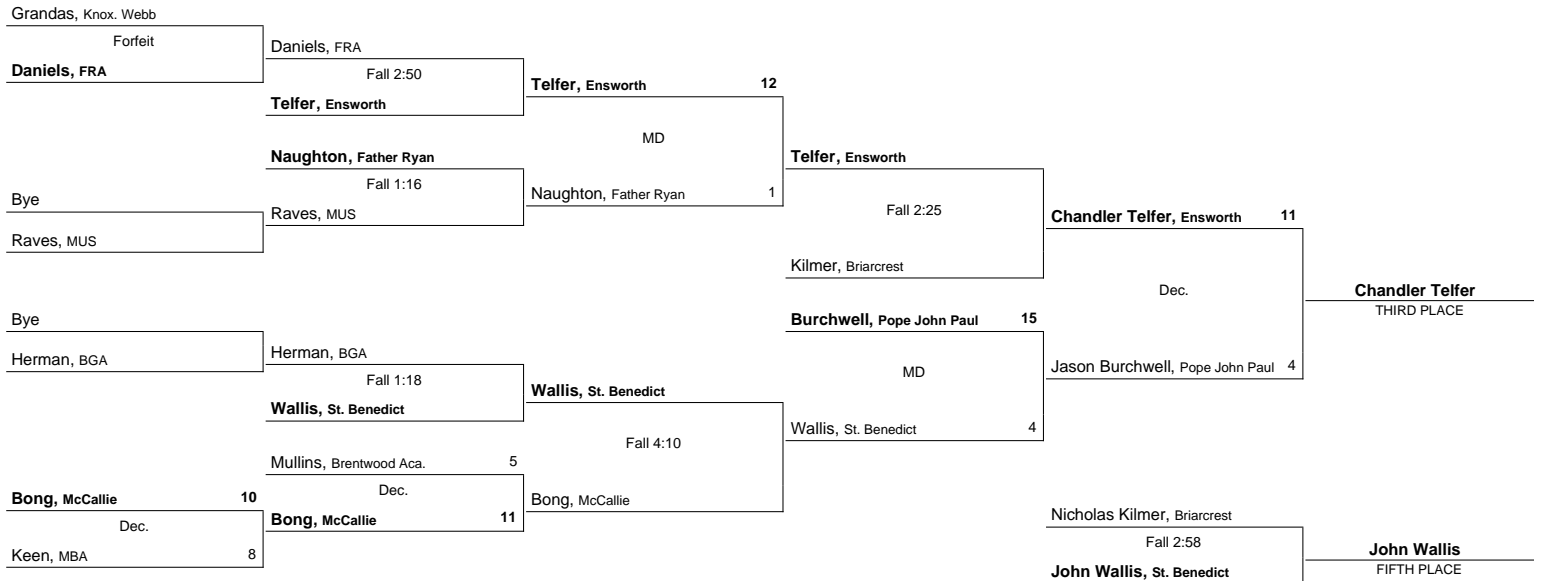 Grandas, Knox. Webb
Forfeit
Daniels, FRA
Bye
Raves, MUS
Bye
Herman, BGA
Bong, McCallie 10
Dec.
Keen, MBA 8
Daniels, FRA
Fall 2:50
Telfer, Ensworth
Naughton, Father Ryan
Fall 1:16
Raves, MUS
Herman, BGA
Fall 1:18
Wallis, St. Benedict
Mullins, Brentwood Aca. 5
Dec.
Bong, McCallie 11
Telfer, Ensworth 12
MD
Naughton, Father Ryan 1
Wallis, St. Benedict
Fall 4:10
Bong, McCallie
Telfer, Ensworth
Fall 2:25
Kilmer, Briarcrest
Burchwell, Pope John Paul 15
MD
Wallis, St. Benedict 4
Chandler Telfer, Ensworth 11
Dec.
Jason Burchwell, Pope John Paul 4
Chandler Telfer
THIRD PLACE
Nicholas Kilmer, Briarcrest
Fall 2:58
John Wallis, St. Benedict
John Wallis
FIFTH PLACE